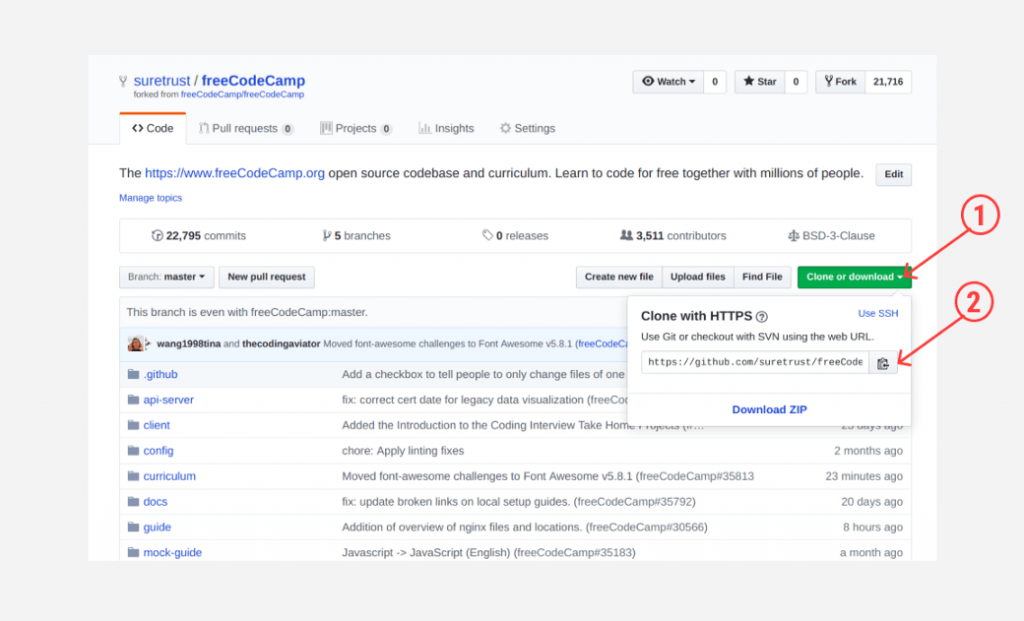 suretrust / freeCodeCamp
forked from freeCodeCamp/freeCodeCamp
Watch 0 Star 0 Fork 21,716
Code Pull requests 0 Projects 0 Insights Settings
The https://www.freeCodeCamp.org open source codebase and curriculum. Learn to code for free together with millions of people. Edit
Manage topics
1
22,795 commits 5 branches 0 releases 3,511 contributors BSD-3-Clause
Branch: master New pull request Create new file Upload files Find File Clone or download
2
This branch is even with freeCodeCamp:master.
Clone with HTTPS ? Use SSH
Use Git or checkout with SVN using the web URL.
wang1998tina and thecodingaviator Moved font-awesome challenges to Font Awesome v5.8.1 (freeCodeCa
https://github.com/suretrust/freeCode
.github Add a checkbox to tell people to only change files of one
api-server fix: correct cert date for legacy data visualization (freeCo
Download ZIP
client Added the Introduction to the Coding Interview Take Home days ago
config chore: Apply linting fixes 2 months ago
curriculum Moved font-awesome challenges to Font Awesome v5.8.1 (freeCodeCamp#35813 23 minutes ago
docs fix: update broken links on local setup guides. (freeCodeCamp#35792) 20 days ago
guide Addition of overview of nginx files and locations. (freeCodeCamp#30566) 8 hours ago
mock-guide Javascript -> JavaScript (English) (freeCodeCamp#35183) a month ago